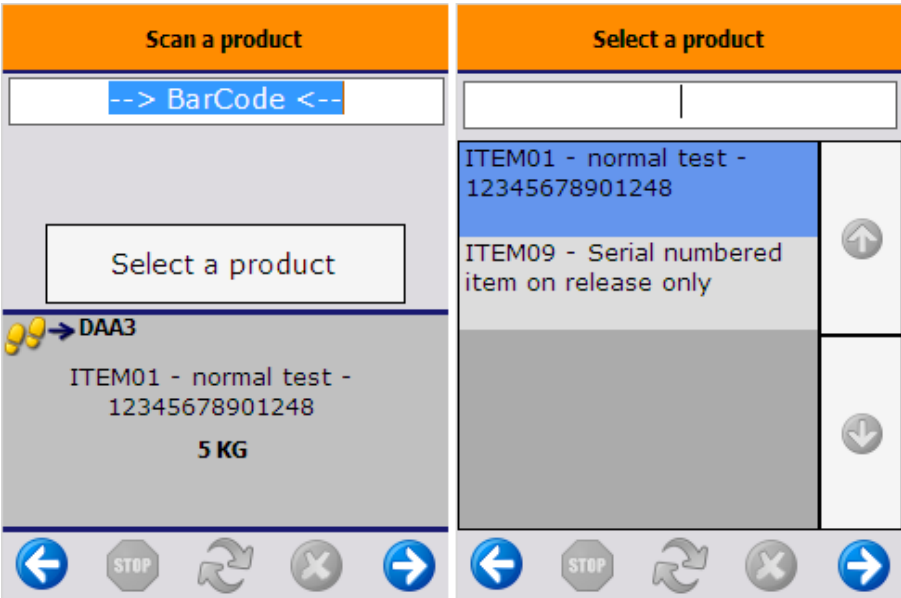 Scan a product
--> BarCode <--
Select a product
DAA3
ITEM01 - normal test -
12345678901248
5 KG
STOP
Select a product
ITEM01 - normal test -
12345678901248
ITEM09 - Serial numbered
item on release only
STOP